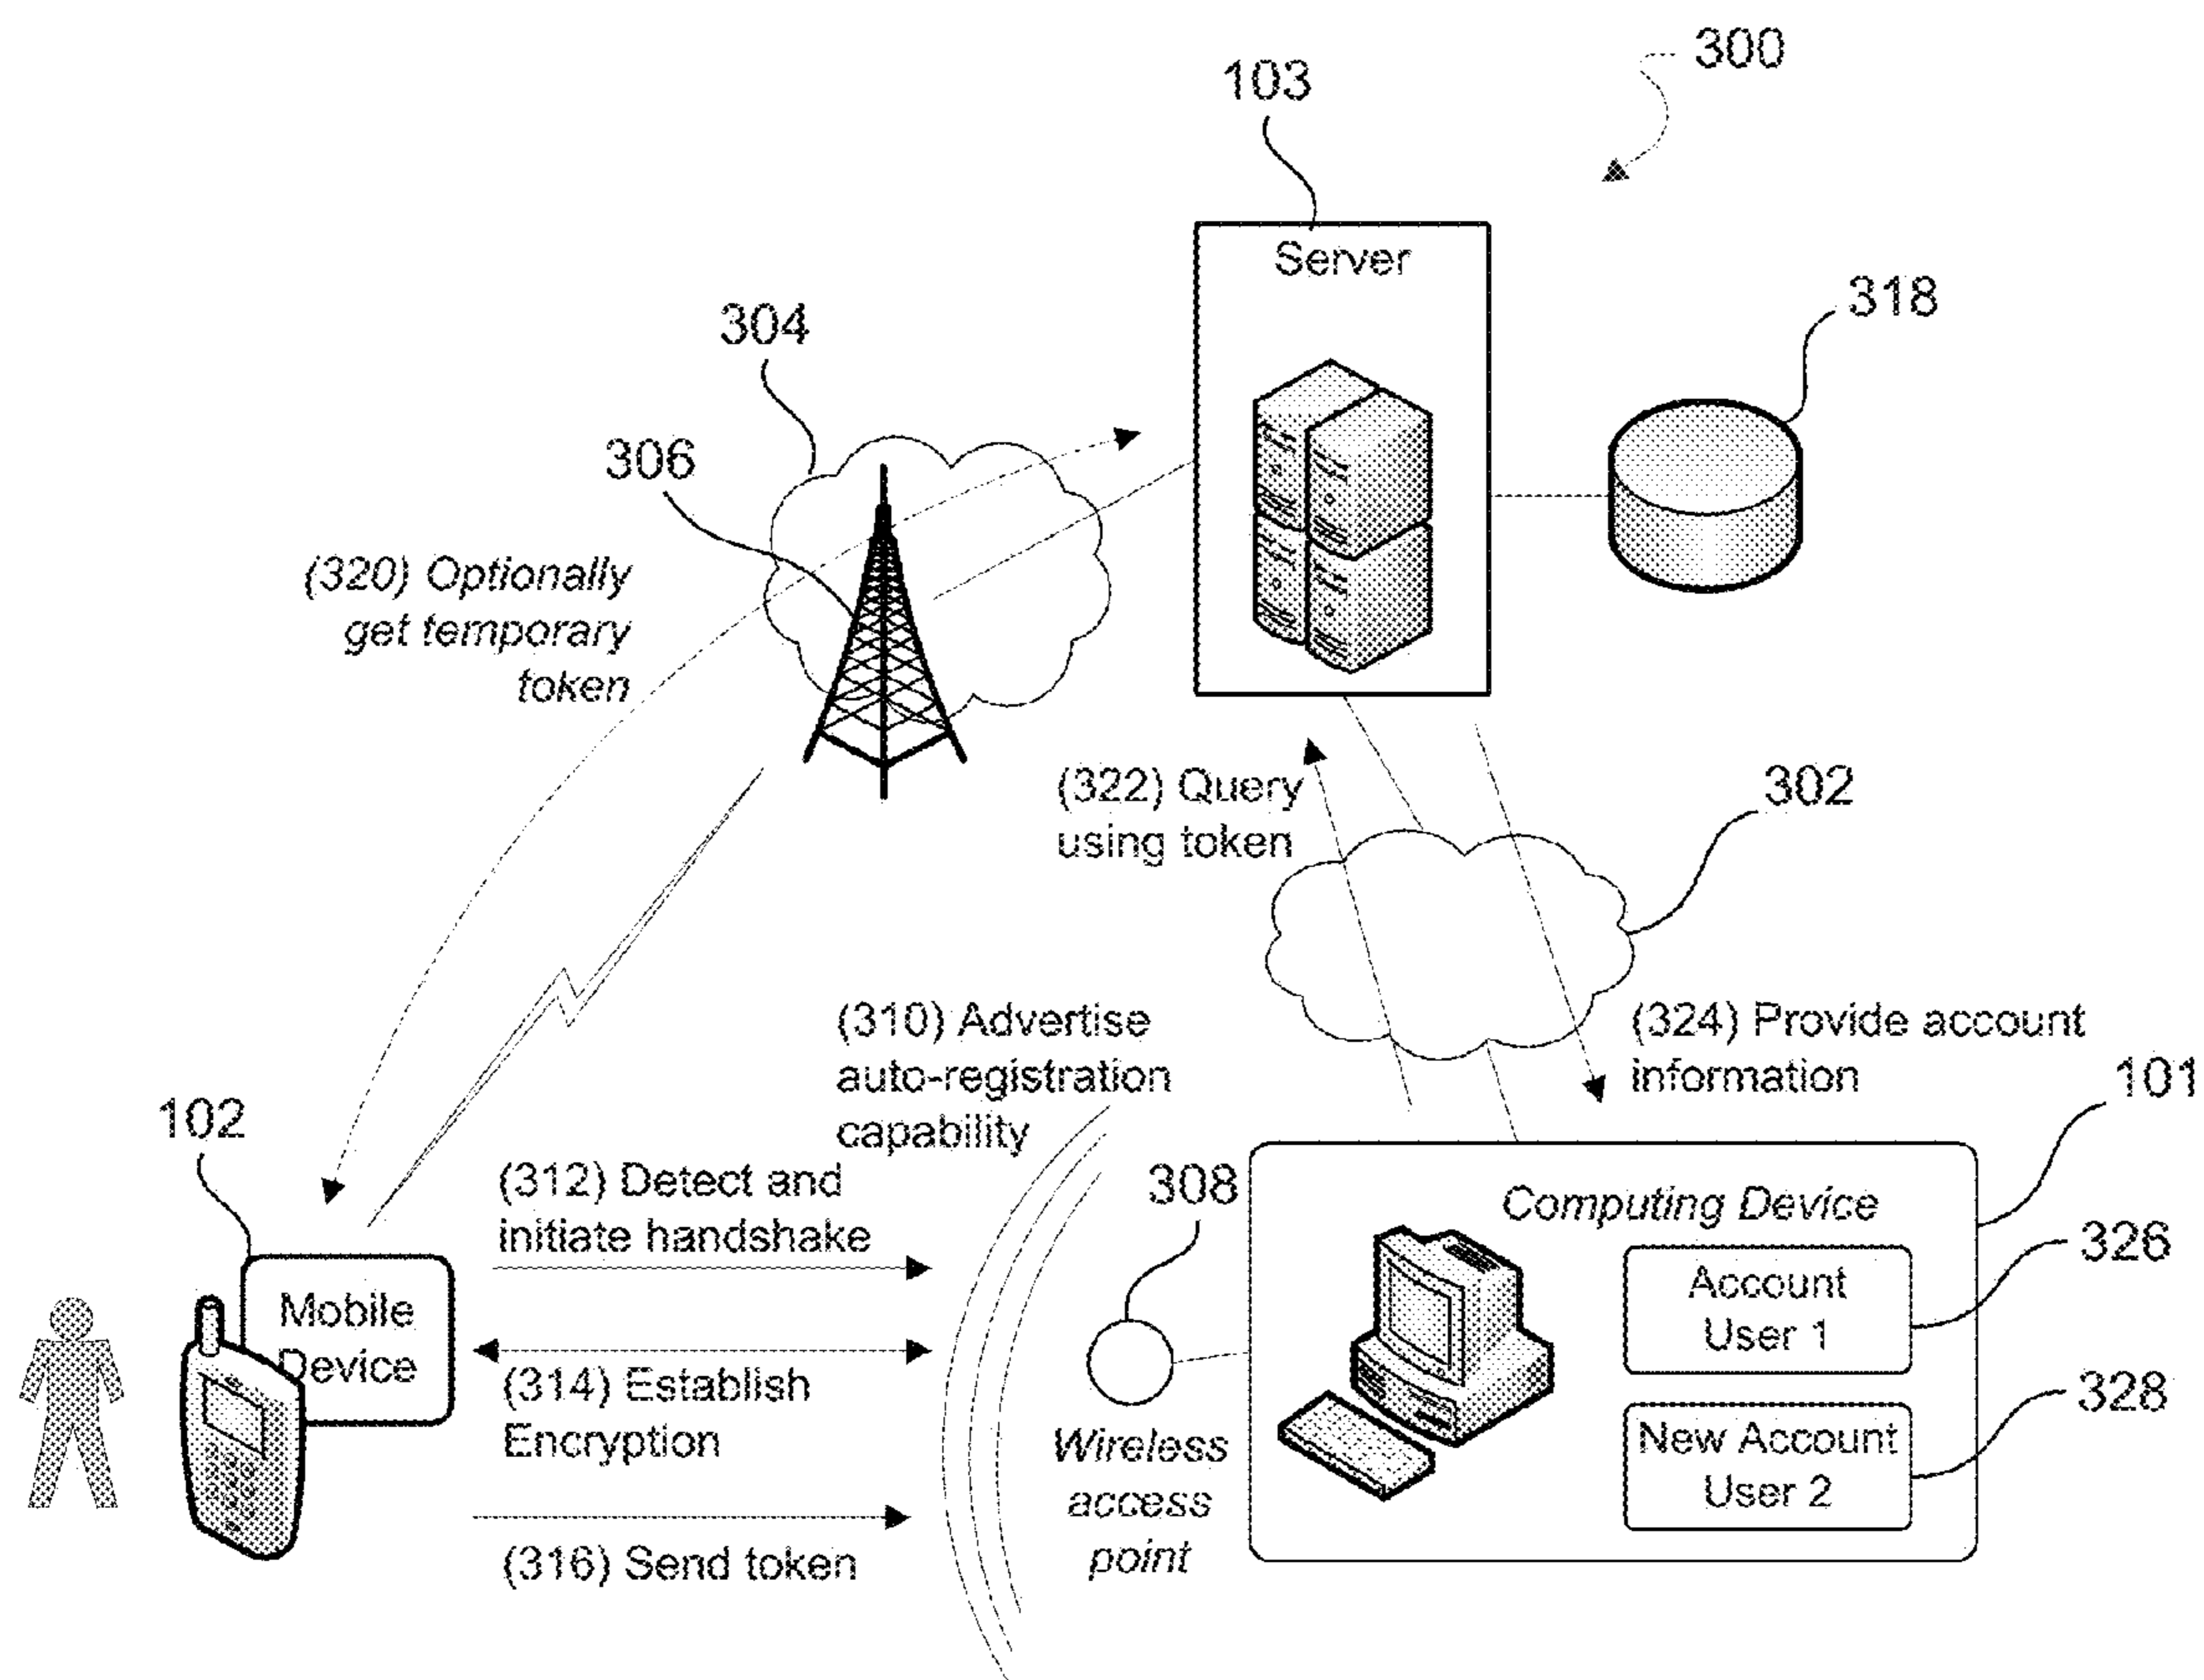 300
103
Server
318
304
306
(320) Optionally
get temporary
token
(322) Query
using token
302
(310) Advertise
auto-registration
capability
(324) Provide account
information
101
102
(312) Detect and
initiate handshake
308
Computing Device
326
Account
User 1
Mobile
Device
(314) Establish
Encryption
328
New Account
User 2
Wireless
access
point
(316) Send token